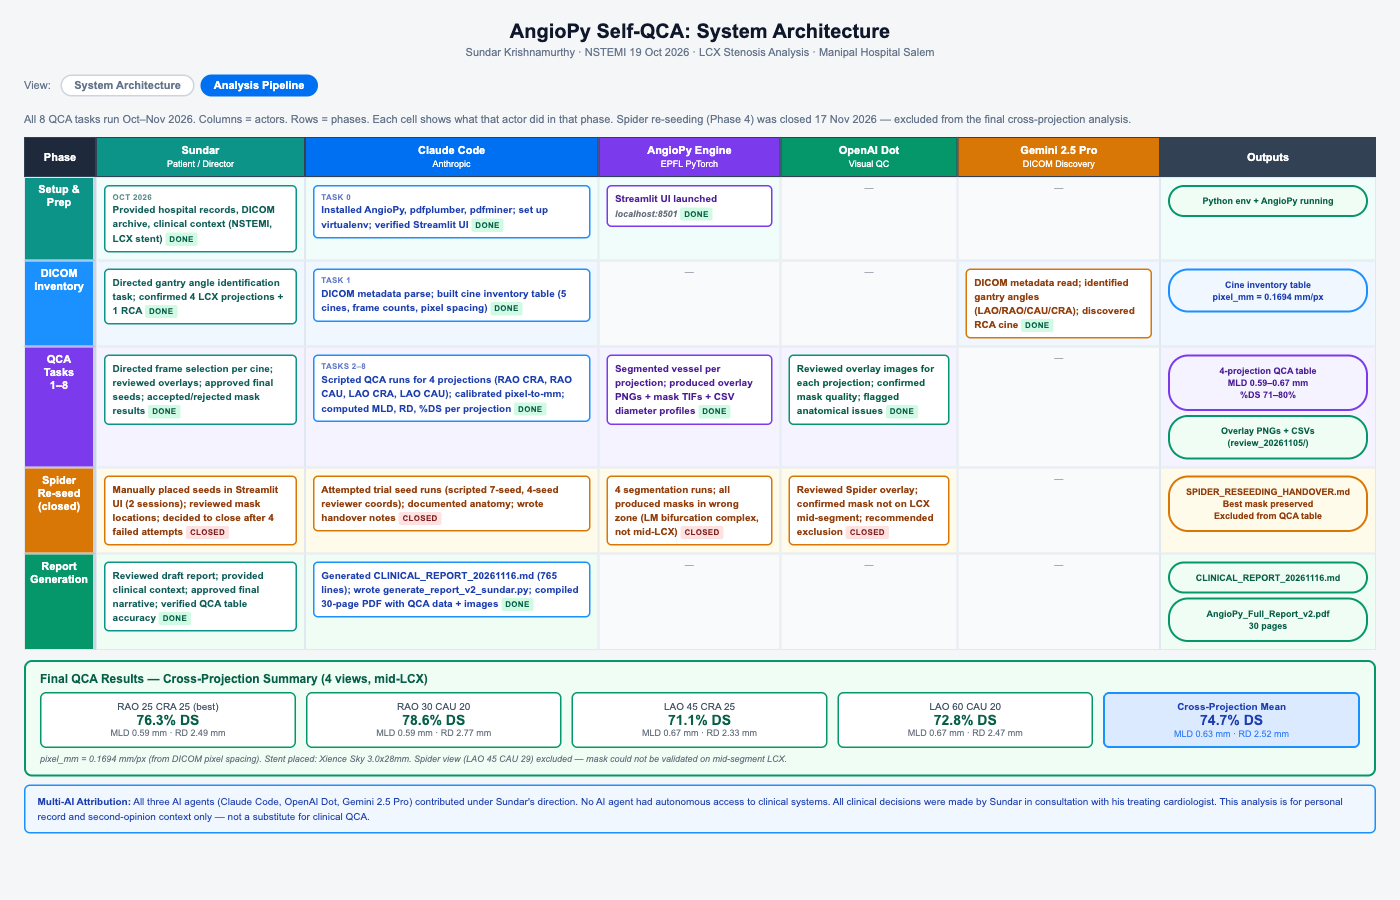 AngioPy Self-QCA: System Architecture
Sundar Krishnamurthy · NSTEMI 19 Oct 2026 · LCX Stenosis Analysis · Manipal Hospital Salem
View:
System Architecture
Analysis Pipeline
All 8 QCA tasks run Oct–Nov 2026. Columns = actors. Rows = phases. Each cell shows what that actor did in that phase. Spider re-seeding (Phase 4) was closed 17 Nov 2026 — excluded from the final cross-projection analysis.
Phase
Sundar
Patient / Director
Claude Code
Anthropic
AngioPy Engine
EPFL PyTorch
OpenAI Dot
Visual QC
Gemini 2.5 Pro
DICOM Discovery
Outputs
Setup &
Prep
OCT 2026
Provided hospital records, DICOM
archive, clinical context (NSTEMI,
LCX stent) DONE
TASK 0
Installed AngioPy, pdfplumber, pdfminer; set up
virtualenv; verified Streamlit UI DONE
Streamlit UI launched
localhost:8501 DONE
—
—
Python env + AngioPy running
DICOM
Inventory
Directed gantry angle identification
task; confirmed 4 LCX projections +
1 RCA DONE
TASK 1
DICOM metadata parse; built cine inventory table (5
cines, frame counts, pixel spacing) DONE
—
—
DICOM metadata read; identified
gantry angles
(LAO/RAO/CAU/CRA); discovered
RCA cine DONE
Cine inventory table
pixel_mm = 0.1694 mm/px
QCA
Tasks
1–8
Directed frame selection per cine;
reviewed overlays; approved final
seeds; accepted/rejected mask
results DONE
TASKS 2–8
Scripted QCA runs for 4 projections (RAO CRA, RAO
CAU, LAO CRA, LAO CAU); calibrated pixel-to-mm;
computed MLD, RD, %DS per projection DONE
Segmented vessel per
projection; produced overlay
PNGs + mask TIFs + CSV
diameter profiles DONE
Reviewed overlay images for
each projection; confirmed
mask quality; flagged
anatomical issues DONE
—
4-projection QCA table
MLD 0.59–0.67 mm
%DS 71–80%
Overlay PNGs + CSVs
(review_20261105/)
Spider
Re-seed
(closed)
Manually placed seeds in Streamlit
UI (2 sessions); reviewed mask
locations; decided to close after 4
failed attempts CLOSED
Attempted trial seed runs (scripted 7-seed, 4-seed
reviewer coords); documented anatomy; wrote
handover notes CLOSED
4 segmentation runs; all
produced masks in wrong
zone (LM bifurcation complex,
not mid-LCX) CLOSED
Reviewed Spider overlay;
confirmed mask not on LCX
mid-segment; recommended
exclusion CLOSED
—
SPIDER_RESEEDING_HANDOVER.md
Best mask preserved
Excluded from QCA table
Report
Generation
Reviewed draft report; provided
clinical context; approved final
narrative; verified QCA table
accuracy DONE
Generated CLINICAL_REPORT_20261116.md (765
lines); wrote generate_report_v2_sundar.py; compiled
30-page PDF with QCA data + images DONE
—
—
—
CLINICAL_REPORT_20261116.md
AngioPy_Full_Report_v2.pdf
30 pages
Final QCA Results — Cross-Projection Summary (4 views, mid-LCX)
RAO 25 CRA 25 (best)
76.3% DS
MLD 0.59 mm · RD 2.49 mm
RAO 30 CAU 20
78.6% DS
MLD 0.59 mm · RD 2.77 mm
LAO 45 CRA 25
71.1% DS
MLD 0.67 mm · RD 2.33 mm
LAO 60 CAU 20
72.8% DS
MLD 0.67 mm · RD 2.47 mm
Cross-Projection Mean
74.7% DS
MLD 0.63 mm · RD 2.52 mm
pixel_mm = 0.1694 mm/px (from DICOM pixel spacing). Stent placed: Xience Sky 3.0x28mm. Spider view (LAO 45 CAU 29) excluded — mask could not be validated on mid-segment LCX.
Multi-AI Attribution: All three AI agents (Claude Code, OpenAI Dot, Gemini 2.5 Pro) contributed under Sundar's direction. No AI agent had autonomous access to clinical systems. All clinical decisions were made by Sundar in consultation with his treating cardiologist. This analysis is for personal
record and second-opinion context only — not a substitute for clinical QCA.